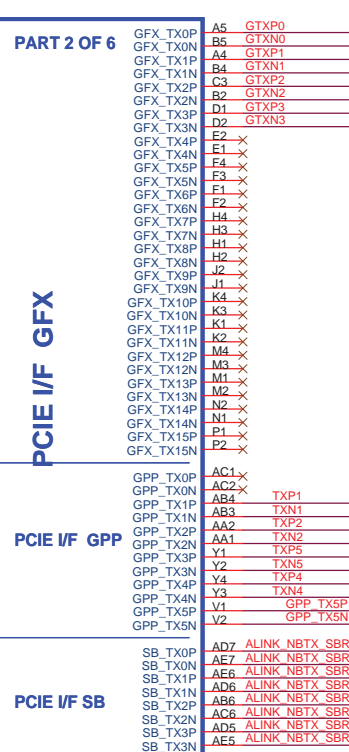 PART 2 OF 6
GFX_TX0P A5 GTXP0
GFX_TX0N B5 GTXN0
GFX_TX1P A4 GTXP1
GFX_TX1N B4 GTXN1
GFX_TX2P C3 GTXP2
GFX_TX2N B2 GTXN2
GFX_TX3P D1 GTXP3
GFX_TX3N D2 GTXN3
GFX_TX4P E2
GFX_TX4N E1
GFX_TX5P F4
GFX_TX5N F3
GFX_TX6P F1
GFX_TX6N F2
GFX_TX7P H4
GFX_TX7N H3
GFX_TX8P H1
GFX_TX8N H2
GFX_TX9P J2
GFX_TX9N J1
GFX_TX10P K4
GFX_TX10N K3
GFX_TX11P K1
GFX_TX11N K2
GFX_TX12P M4
GFX_TX12N M3
GFX_TX13P M1
GFX_TX13N M2
GFX_TX14P N2
GFX_TX14N N1
GFX_TX15P P1
GFX_TX15N P2
PCIE I/F GFX
GPP_TX0P AC1
GPP_TX0N AC2
GPP_TX1P AB4 TXP1
GPP_TX1N AB3 TXN1
GPP_TX2P AA2 TXP2
GPP_TX2N AA1 TXN2
GPP_TX3P Y1 TXP5
GPP_TX3N Y2 TXN5
GPP_TX4P Y4 TXP4
GPP_TX4N Y3 TXN4
GPP_TX5P V1 GPP_TX5P
GPP_TX5N V2 GPP_TX5N
PCIE I/F GPP
SB_TX0P AD7 ALINK_NBTX_SBR
SB_TX0N AE7 ALINK_NBTX_SBR
SB_TX1P AE6 ALINK_NBTX_SBR
SB_TX1N AD6 ALINK_NBTX_SBR
SB_TX2P AB6 ALINK_NBTX_SBR
SB_TX2N AC6 ALINK_NBTX_SBR
SB_TX3P AD5 ALINK_NBTX_SBR
SB_TX3N AE5 ALINK_NBTX_SBR
PCIE I/F SB